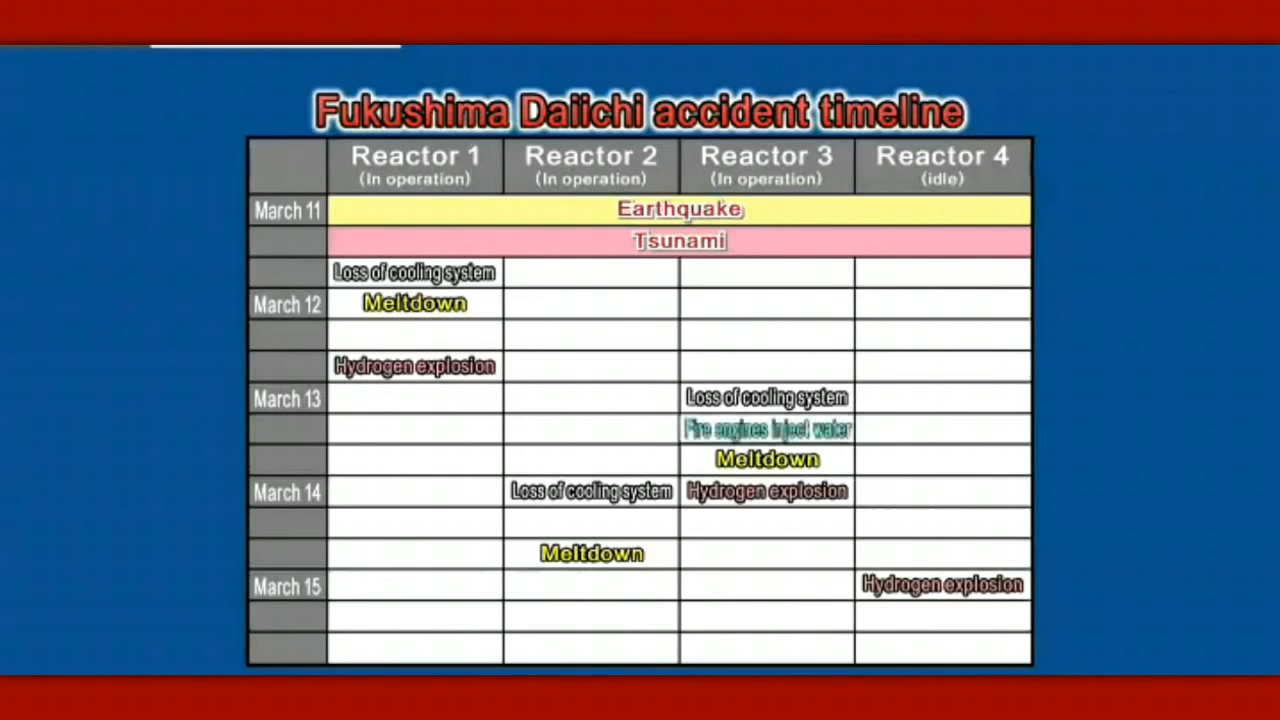 Fukushima Daiichi accident timeline
Reactor 1 Reactor 2 Reactor 3 Reactor 4
(In operation) (In operation) (In operation) (idle)
March 11 Earthquake
Tsunami
Loss of cooling system
March 12 Meltdown
Hydrogen explosion
March 13 Loss of cooling system
Fire engines inject water
Meltdown
March 14 Loss of cooling system Hydrogen explosion
Meltdown
March 15 Hydrogen explosion